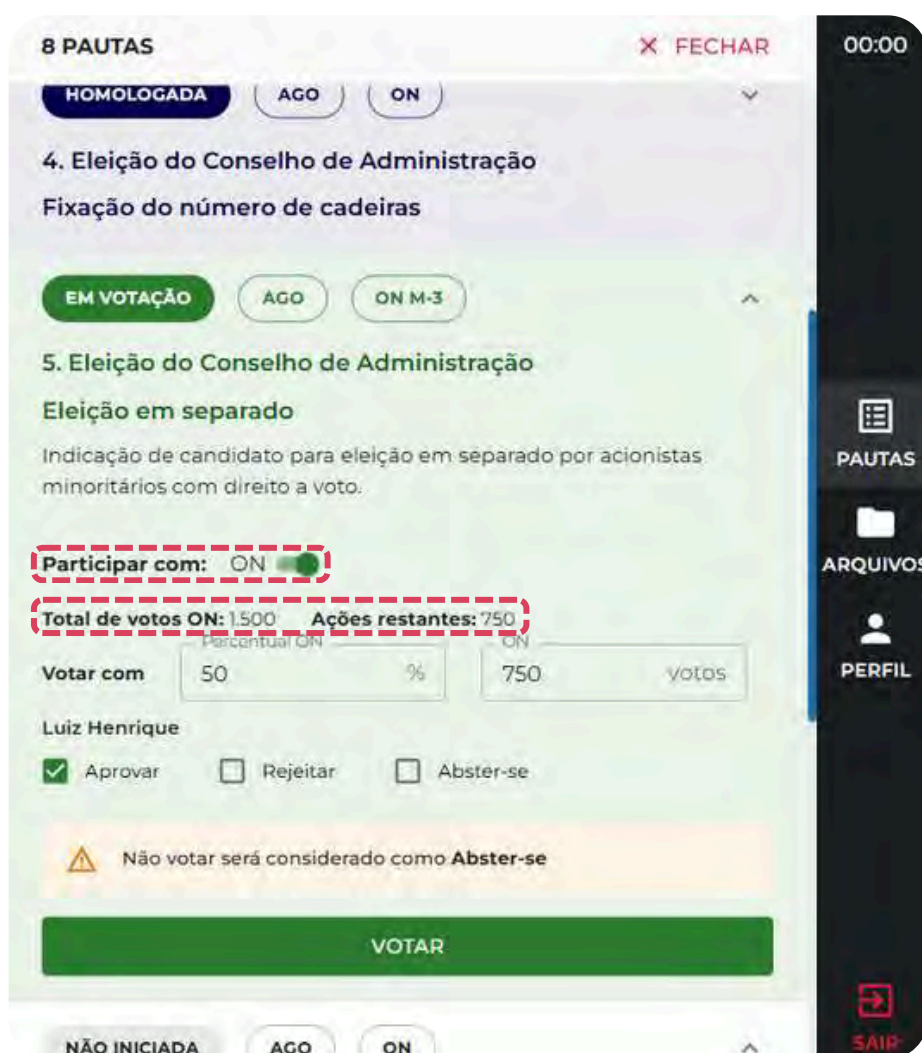 8 PAUTAS
FECHAR
00:00
HOMOLOGADA AGO ON
4. Eleição do Conselho de Administração
Fixação do número de cadeiras
EM VOTAÇÃO AGO ON M-3
5. Eleição do Conselho de Administração
Eleição em separado
Indicação de candidato para eleição em separado por acionistas
minoritários com direito a voto.
Participar com: ON
Total de votos ON: 1.500 Ações restantes: 750
Percentual ON ON
Votar com 50 % 750 votos
Luiz Henrique
Aprovar Rejeitar Abster-se
Não votar será considerado como Abster-se
VOTAR
NÃO INICIADA AGO ON
PAUTAS
ARQUIVOS
PERFIL
SAIR